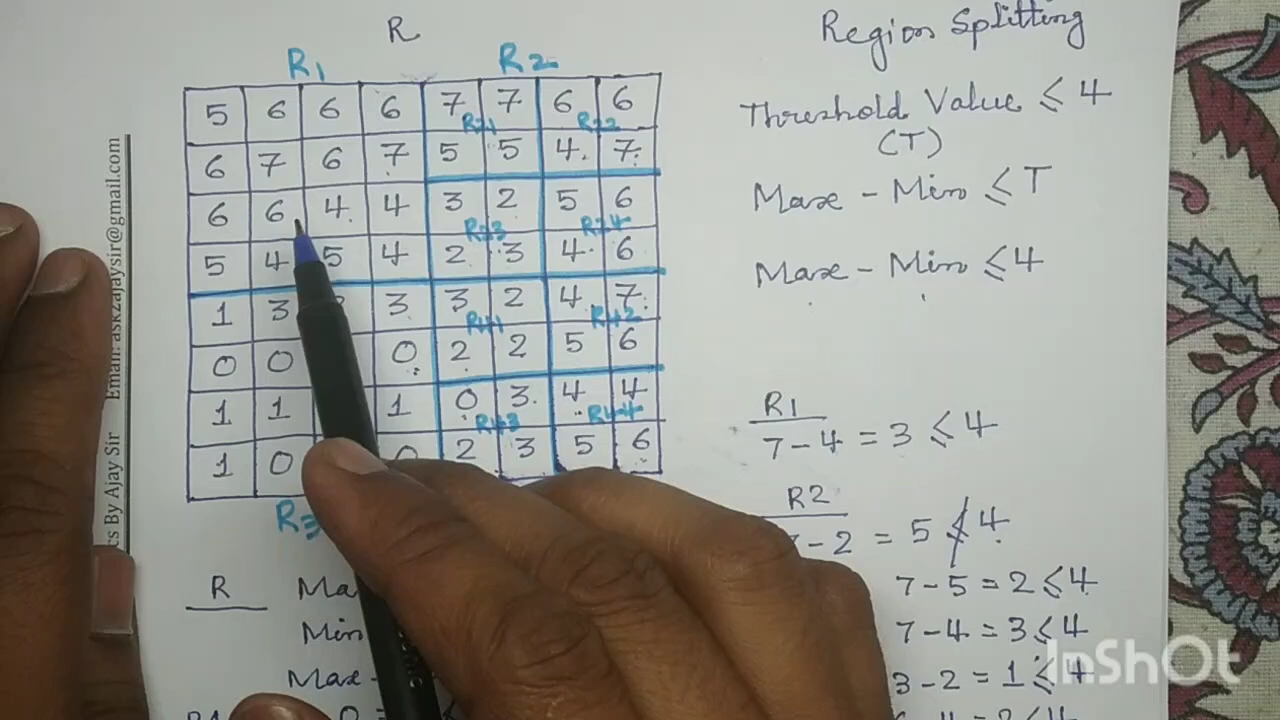 R
Region Splitting
R1 R2
5 6 6 6 7 7 6 6
R21 R22
6 7 6 7 5 5 4 7
6 6 4 4 3 2 5 6
R23 R24
5 4 5 4 2 3 4 6
1 3 3 3 2 4 7
R41 R42
0 0 0 2 2 5 6
1 1 1 0 3 4 4
R43 R44
1 0 0 2 3 5 6
R3
Threshold Value ≤ 4
(T)
Max - Min ≤ T
Max - Min ≤ 4
R1
7 - 4 = 3 ≤ 4
R2
7 - 2 = 5 ≰ 4
7 - 5 = 2 ≤ 4
7 - 4 = 3 ≤ 4
3 - 2 = 1 ≤ 4
R Ma
Min
Max -
By Ajay Sir Email: askzajaysir@gmail.com
InShOt